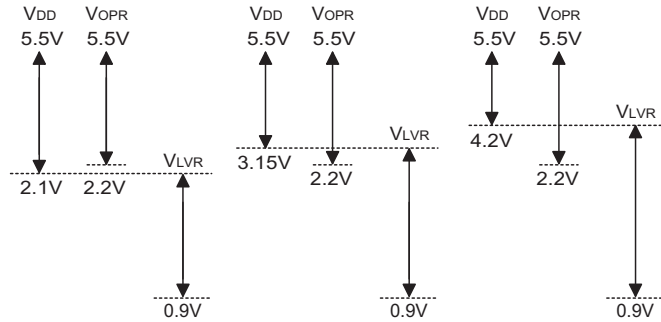 VDD VOPR
5.5V 5.5V
VLVR
2.1V 2.2V
0.9V
VDD VOPR
5.5V 5.5V
VLVR
3.15V
2.2V
0.9V
VDD VOPR
5.5V 5.5V
VLVR
4.2V
2.2V
0.9V